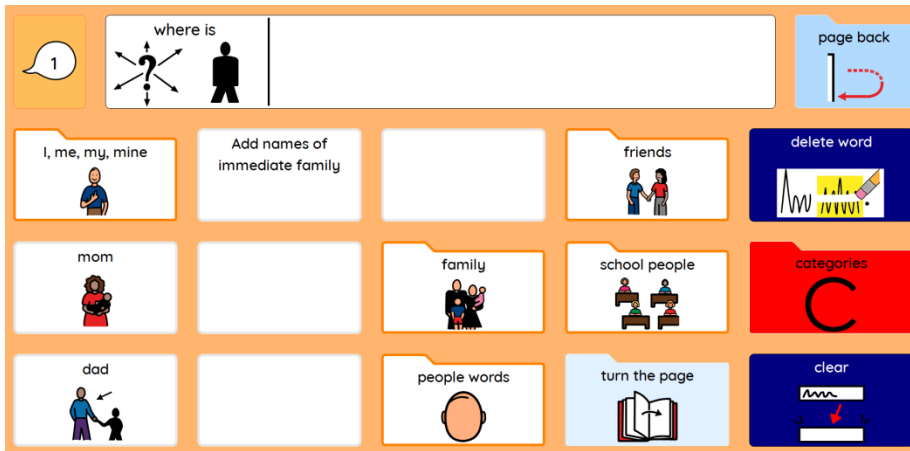 1
where is
?
page back
I, me, my, mine
Add names of
immediate family
friends
delete word
mom
family
school people
categories
C
dad
people words
turn the page
clear